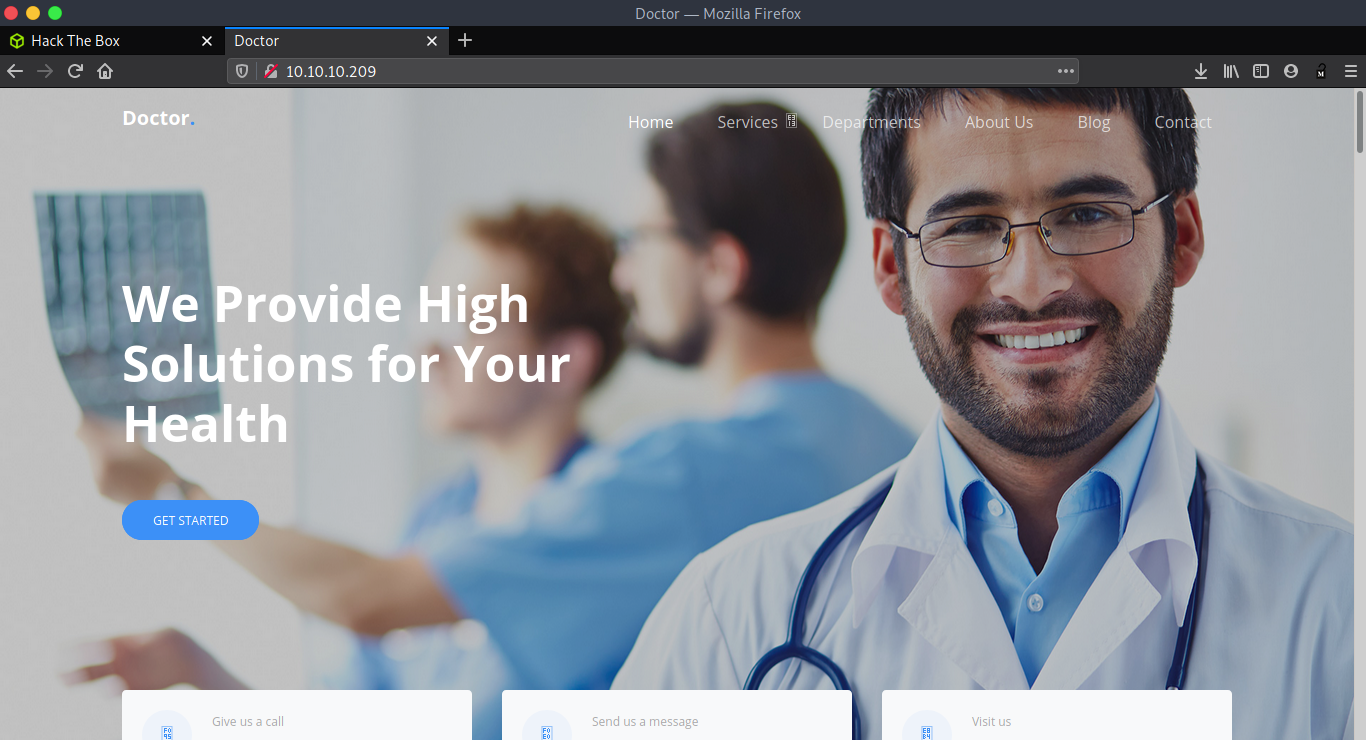 Doctor — Mozilla Firefox
Hack The Box
Doctor
10.10.10.209
Doctor.
Home Services Departments About Us Blog Contact
We Provide High
Solutions for Your
Health
GET STARTED
Give us a call
Send us a message
Visit us